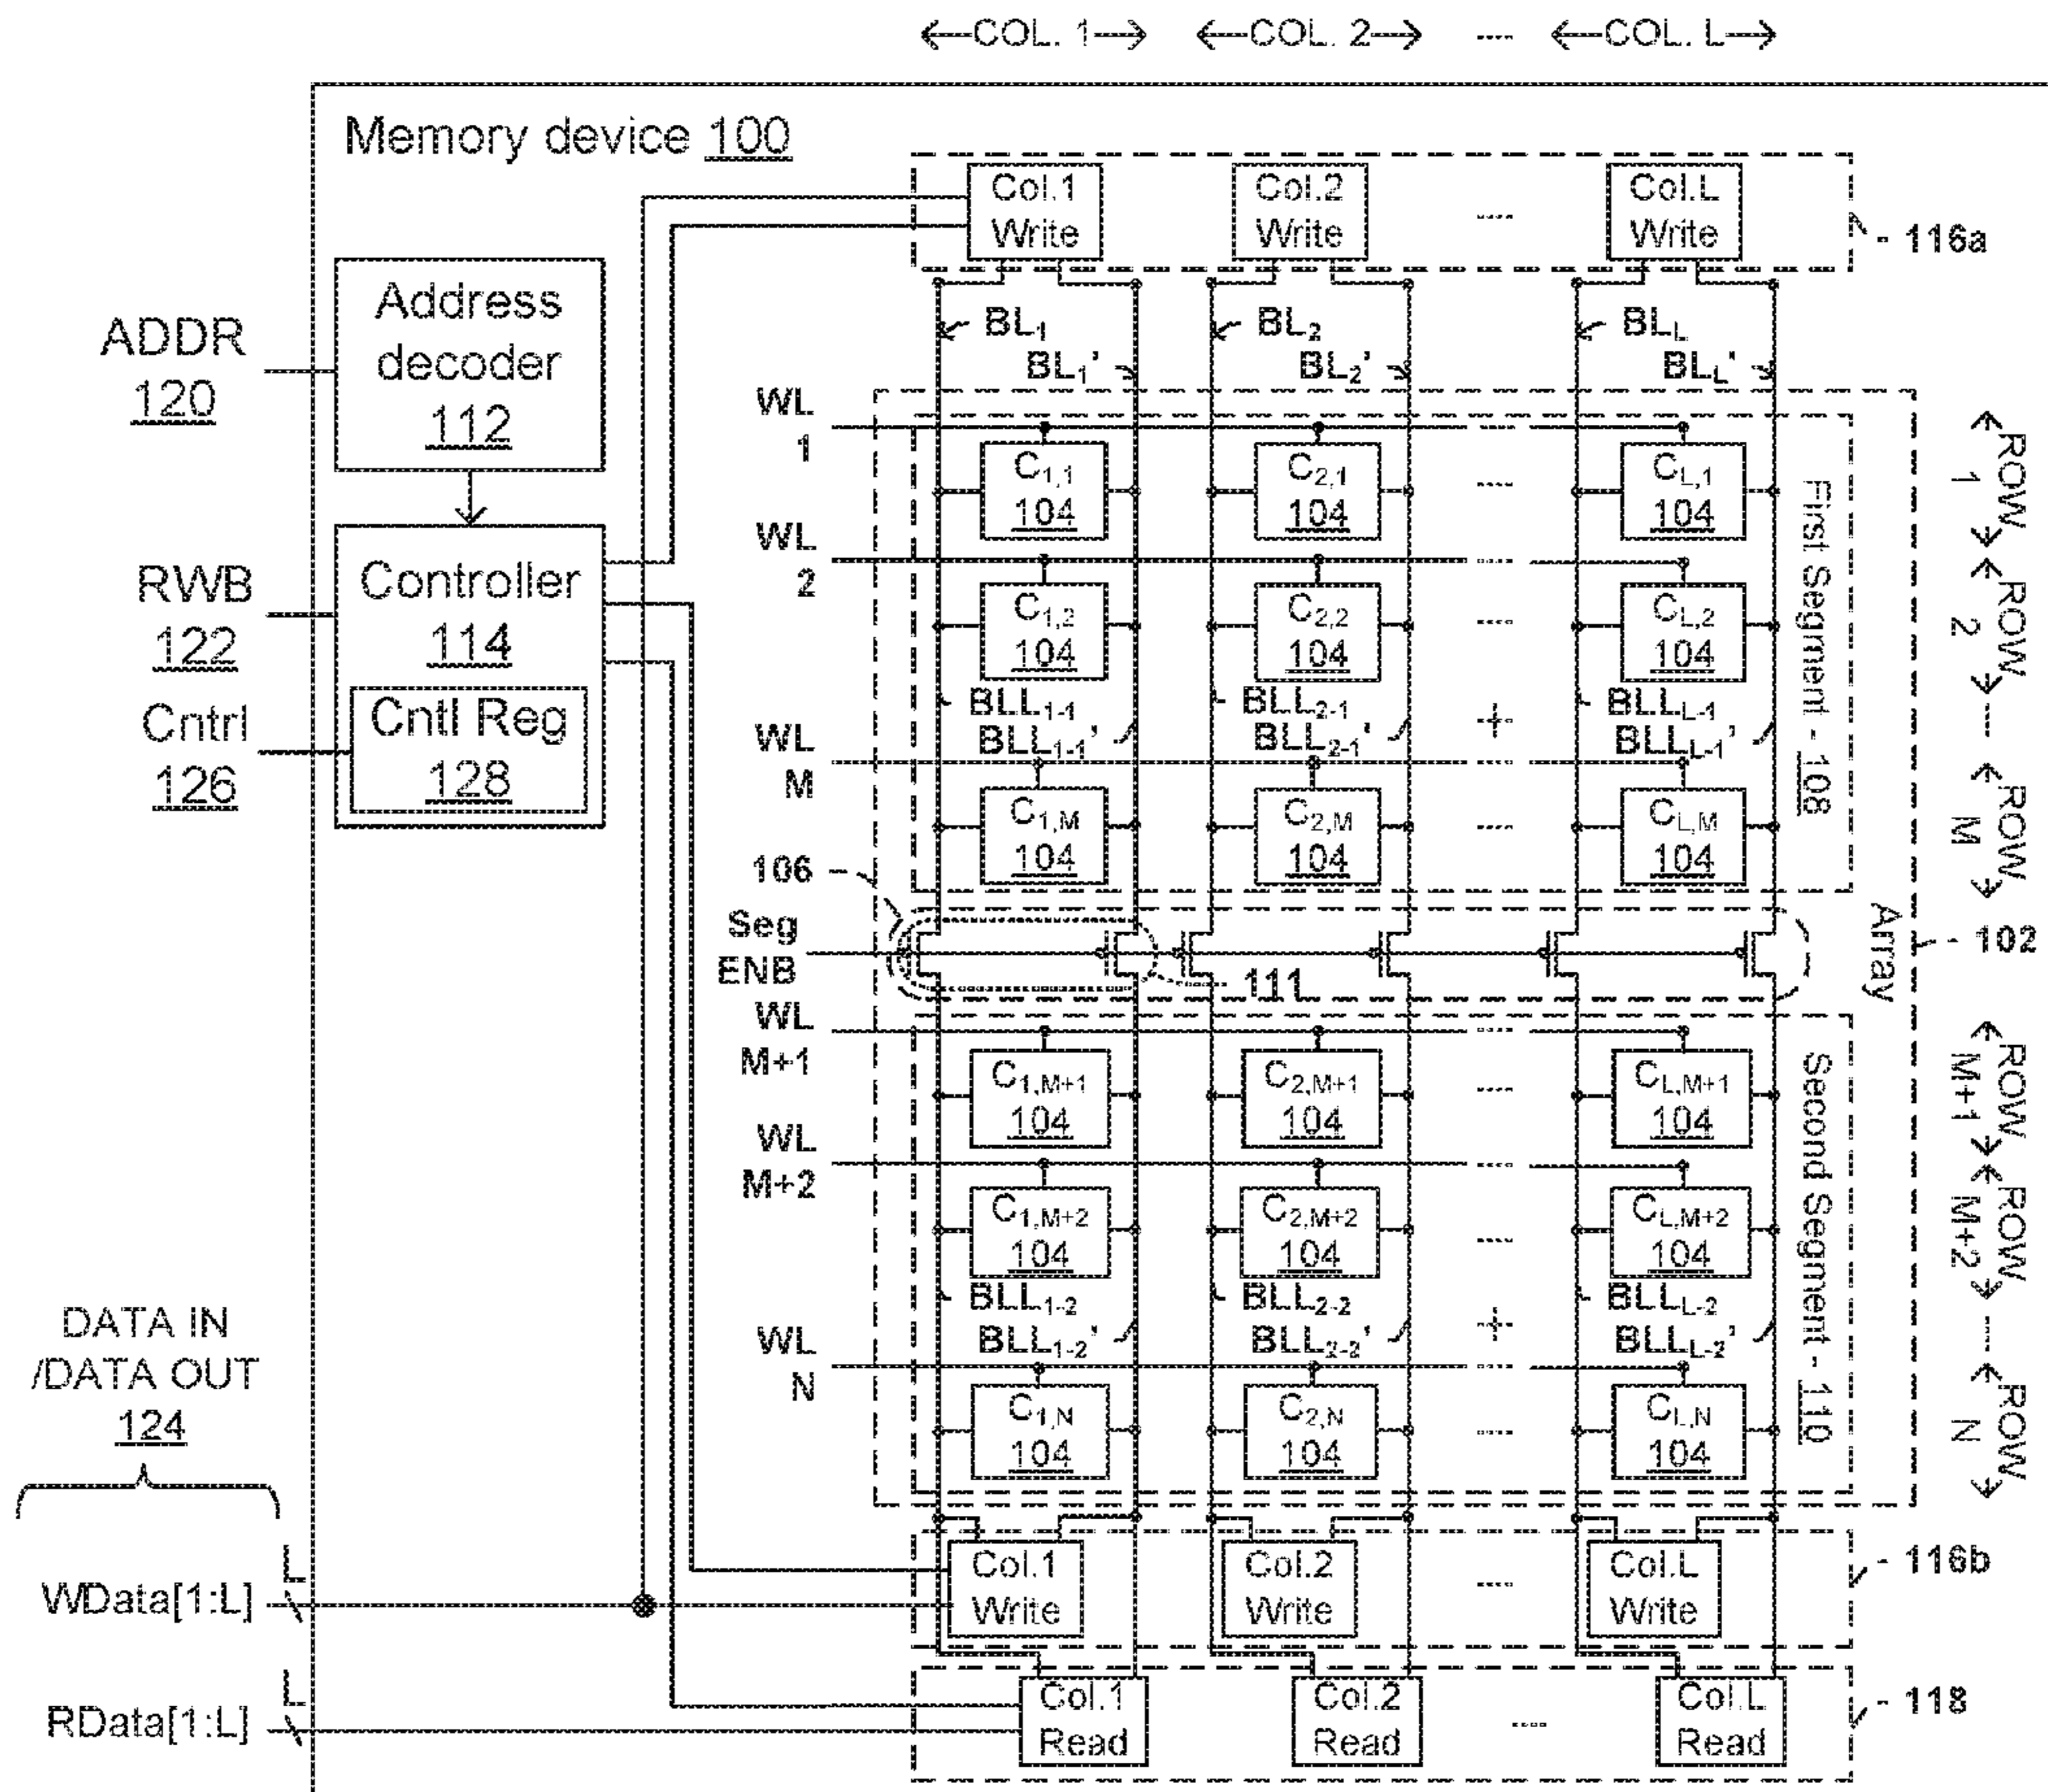 COL. 1 COL. 2 ---- COL. L
Memory device 100
Col.1 Write
Col.2 Write
----
Col.L Write
116a
Address decoder 112
ADDR 120
BL1
BL1'
BL2
BL2'
BLL
BLL'
Controller 114
RWB 122
Cntl Reg 128
Cntrl 126
WL 1
C1,1 104
C2,1 104
----
CL,1 104
ROW 1
WL 2
C1,2 104
C2,2 104
----
CL,2 104
ROW 2
BLL1-1
BLL1-1'
BLL2-1
BLL2-1'
BLLL-1
BLLL-1'
WL M
C1,M 104
C2,M 104
----
CL,M 104
ROW M
First Segment - 108
106
Seg ENB
111
Array
102
WL M+1
C1,M+1 104
C2,M+1 104
----
CL,M+1 104
ROW M+1
WL M+2
C1,M+2 104
C2,M+2 104
----
CL,M+2 104
ROW M+2
BLL1-2
BLL1-2'
BLL2-2
BLL2-2'
BLLL-2
BLLL-2'
WL N
C1,N 104
C2,N 104
----
CL,N 104
ROW N
Second Segment - 110
DATA IN
/DATA OUT
124
Col.1 Write
Col.2 Write
----
Col.L Write
116b
WData[1:L]
RData[1:L]
Col.1 Read
Col.2 Read
----
Col.L Read
118